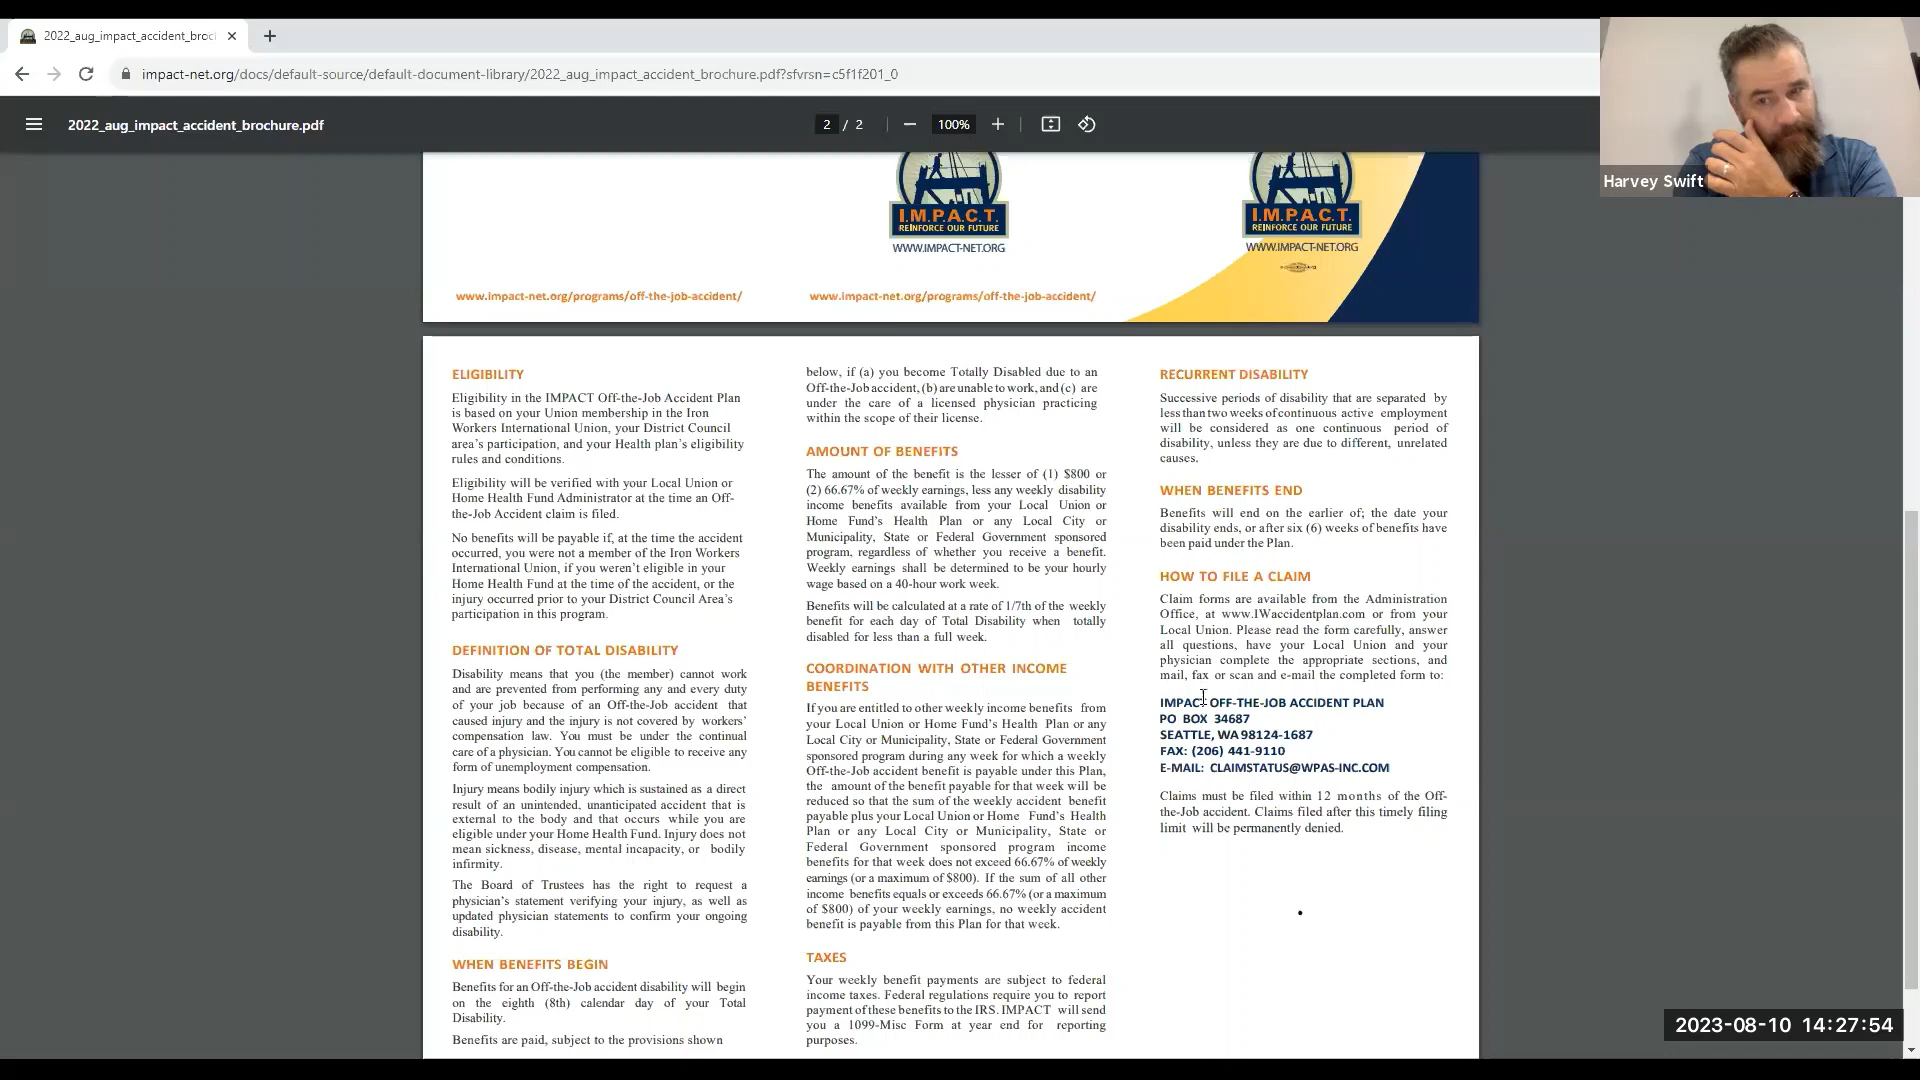 2022_aug_impact_accident_broc
impact-net.org/docs/default-source/default-document-library/2022_aug_impact_accident_brochure.pdf?sfvrsn=c5f1f201_0
2022_aug_impact_accident_brochure.pdf
2 / 2
100%
Harvey Swift
I.M.P.A.C.T.
REINFORCE OUR FUTURE
WWW.IMPACT-NET.ORG
I.M.P.A.C.T.
REINFORCE OUR FUTURE
WWW.IMPACT-NET.ORG
www.impact-net.org/programs/off-the-job-accident/
www.impact-net.org/programs/off-the-job-accident/
ELIGIBILITY
Eligibility in the IMPACT Off-the-Job Accident Plan
is based on your Union membership in the Iron
Workers International Union, your District Council
area's participation, and your Health plan's eligibility
rules and conditions.
Eligibility will be verified with your Local Union or
Home Health Fund Administrator at the time an Off-
the-Job Accident claim is filed.
No benefits will be payable if, at the time the accident
occurred, you were not a member of the Iron Workers
International Union, if you weren't eligible in your
Home Health Fund at the time of the accident, or the
injury occurred prior to your District Council Area's
participation in this program.
DEFINITION OF TOTAL DISABILITY
Disability means that you (the member) cannot work
and are prevented from performing any and every duty
of your job because of an Off-the-Job accident that
caused injury and the injury is not covered by workers'
compensation law. You must be under the continual
care of a physician. You cannot be eligible to receive any
form of unemployment compensation.
Injury means bodily injury which is sustained as a direct
result of an unintended, unanticipated accident that is
external to the body and that occurs while you are
eligible under your Home Health Fund. Injury does not
mean sickness, disease, mental incapacity, or bodily
infirmity.
The Board of Trustees has the right to request a
physician's statement verifying your injury, as well as
updated physician statements to confirm your ongoing
disability.
WHEN BENEFITS BEGIN
Benefits for an Off-the-Job accident disability will begin
on the eighth (8th) calendar day of your Total
Disability.
Benefits are paid, subject to the provisions shown
below, if (a) you become Totally Disabled due to an
Off-the-Job accident, (b) are unable to work, and (c) are
under the care of a licensed physician practicing
within the scope of their license.
AMOUNT OF BENEFITS
The amount of the benefit is the lesser of (1) $800 or
(2) 66.67% of weekly earnings, less any weekly disability
income benefits available from your Local Union or
Home Fund's Health Plan or any Local City or
Municipality, State or Federal Government sponsored
program, regardless of whether you receive a benefit.
Weekly earnings shall be determined to be your hourly
wage based on a 40-hour work week.
Benefits will be calculated at a rate of 1/7th of the weekly
benefit for each day of Total Disability when totally
disabled for less than a full week.
COORDINATION WITH OTHER INCOME
BENEFITS
If you are entitled to other weekly income benefits from
your Local Union or Home Fund's Health Plan or any
Local City or Municipality, State or Federal Government
sponsored program during any week for which a weekly
Off-the-Job accident benefit is payable under this Plan,
the amount of the benefit payable for that week will be
reduced so that the sum of the weekly accident benefit
payable plus your Local Union or Home Fund's Health
Plan or any Local City or Municipality, State or
Federal Government sponsored program income
benefits for that week does not exceed 66.67% of weekly
earnings (or a maximum of $800). If the sum of all other
income benefits equals or exceeds 66.67% (or a maximum
of $800) of your weekly earnings, no weekly accident
benefit is payable from this Plan for that week.
TAXES
Your weekly benefit payments are subject to federal
income taxes. Federal regulations require you to report
payment of these benefits to the IRS. IMPACT will send
you a 1099-Misc Form at year end for reporting
purposes.
RECURRENT DISABILITY
Successive periods of disability that are separated by
less than two weeks of continuous active employment
will be considered as one continuous period of
disability, unless they are due to different, unrelated
causes.
WHEN BENEFITS END
Benefits will end on the earlier of; the date your
disability ends, or after six (6) weeks of benefits have
been paid under the Plan.
HOW TO FILE A CLAIM
Claim forms are available from the Administration
Office, at www.IWaccidentplan.com or from your
Local Union. Please read the form carefully, answer
all questions, have your Local Union and your
physician complete the appropriate sections, and
mail, fax or scan and e-mail the completed form to:
IMPACT OFF-THE-JOB ACCIDENT PLAN
PO BOX 34687
SEATTLE, WA 98124-1687
FAX: (206) 441-9110
E-MAIL: CLAIMSTATUS@WPAS-INC.COM
Claims must be filed within 12 months of the Off-
the-Job accident. Claims filed after this timely filing
limit will be permanently denied.
2023-08-10 14:27:54